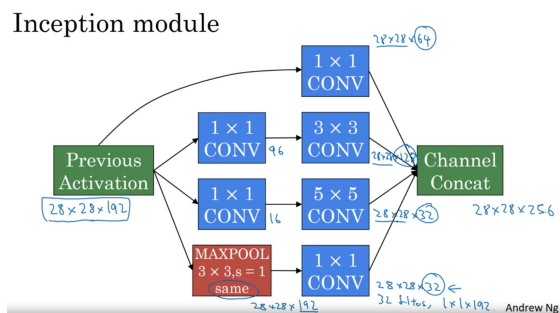 Inception module
28×28×64
1 × 1
CONV
1 × 1
CONV
96
3 × 3
CONV
28×28×128
Previous
Activation
28×28×192
Channel
Concat
28×28×256
1 × 1
CONV
16
5 × 5
CONV
28×28×32
MAXPOOL
3 × 3,s = 1
same
28×28×192
1 × 1
CONV
28×28×32
32 filters, 1×1×192.
Andrew Ng